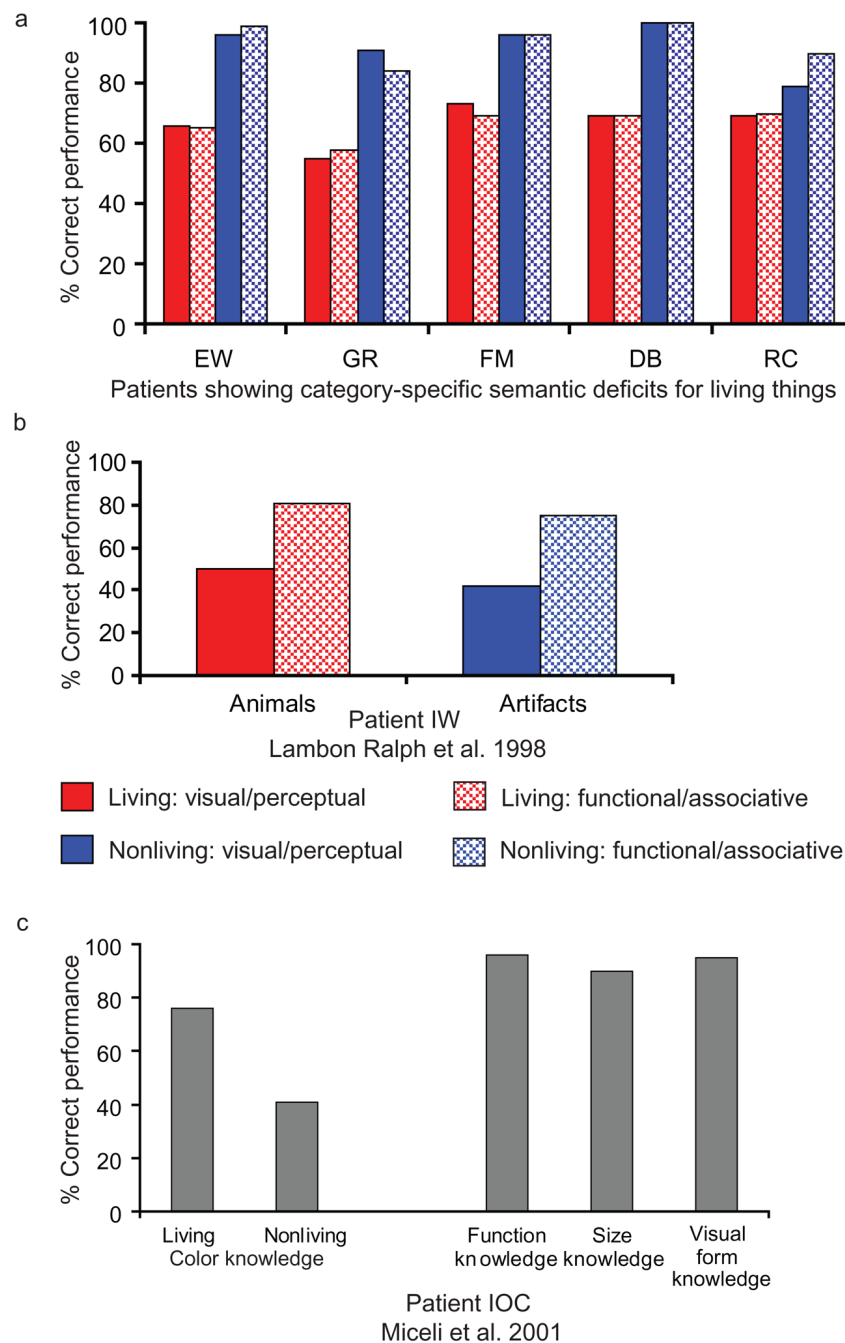 a
% Correct performance
100
80
60
40
20
0
EW GR FM DB RC
Patients showing category-specific semantic deficits for living things
b
% Correct performance
100
80
60
40
20
0
Animals Artifacts
Patient IW
Lambon Ralph et al. 1998
Living: visual/perceptual Living: functional/associative
Nonliving: visual/perceptual Nonliving: functional/associative
c
% Correct performance
100
80
60
40
20
0
Living Nonliving Function Size Visual
Color knowledge knowledge knowledge form
knowledge
Patient IOC
Miceli et al. 2001